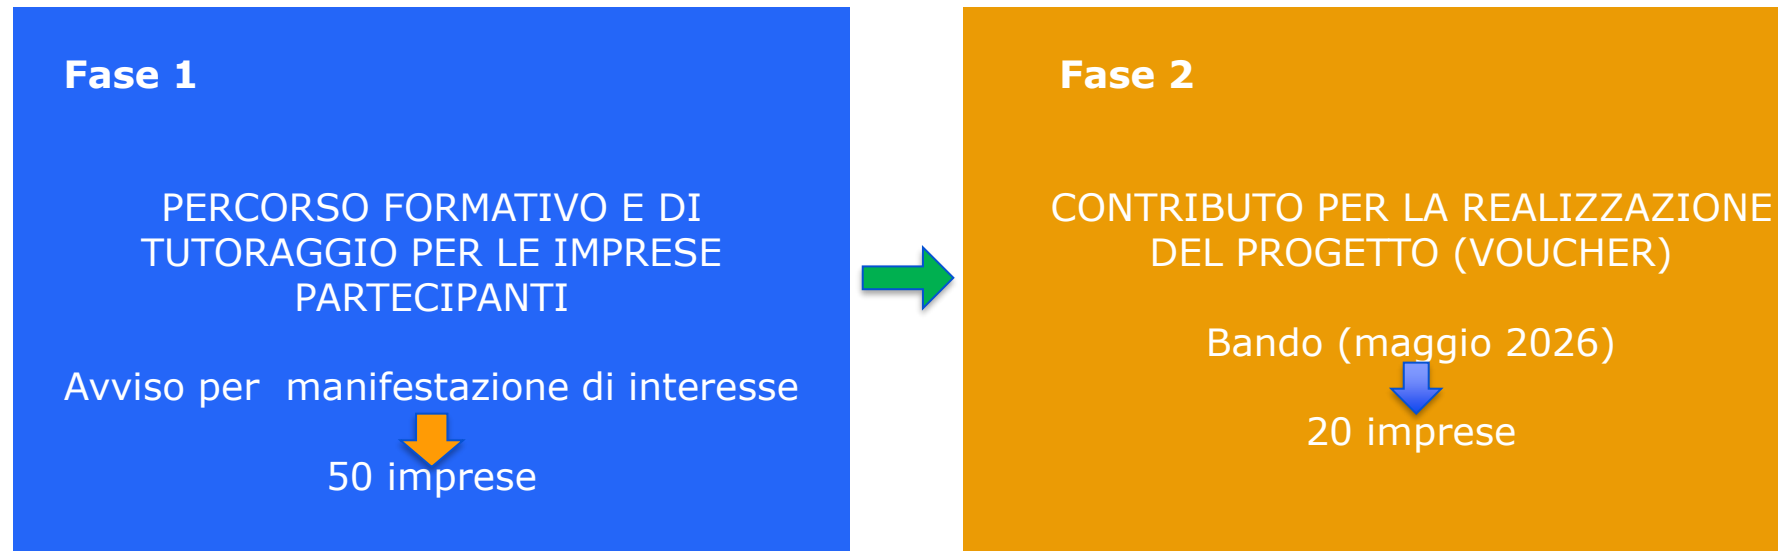 Fase 1
PERCORSO FORMATIVO E DI
TUTORAGGIO PER LE IMPRESE
PARTECIPANTI
Avviso per  manifestazione di interesse
50 imprese
Fase 2
CONTRIBUTO PER LA REALIZZAZIONE
DEL PROGETTO (VOUCHER)
Bando (maggio 2026)
20 imprese